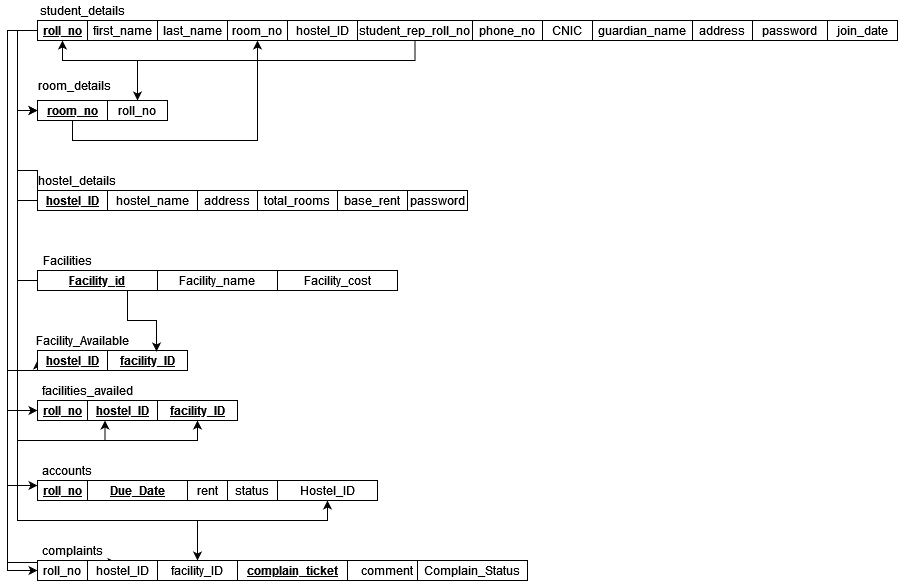 student_details
roll_no first_name last_name room_no hostel_ID student_rep_roll_no phone_no CNIC guardian_name address password join_date
room_details
room_no roll_no
hostel_details
hostel_ID hostel_name address total_rooms base_rent password
Facilities
Facility_id Facility_name Facility_cost
Facility_Available
hostel_ID facility_ID
facilities_availed
roll_no hostel_ID facility_ID
accounts
roll_no Due_Date rent status Hostel_ID
complaints
roll_no hostel_ID facility_ID complain_ticket comment Complain_Status